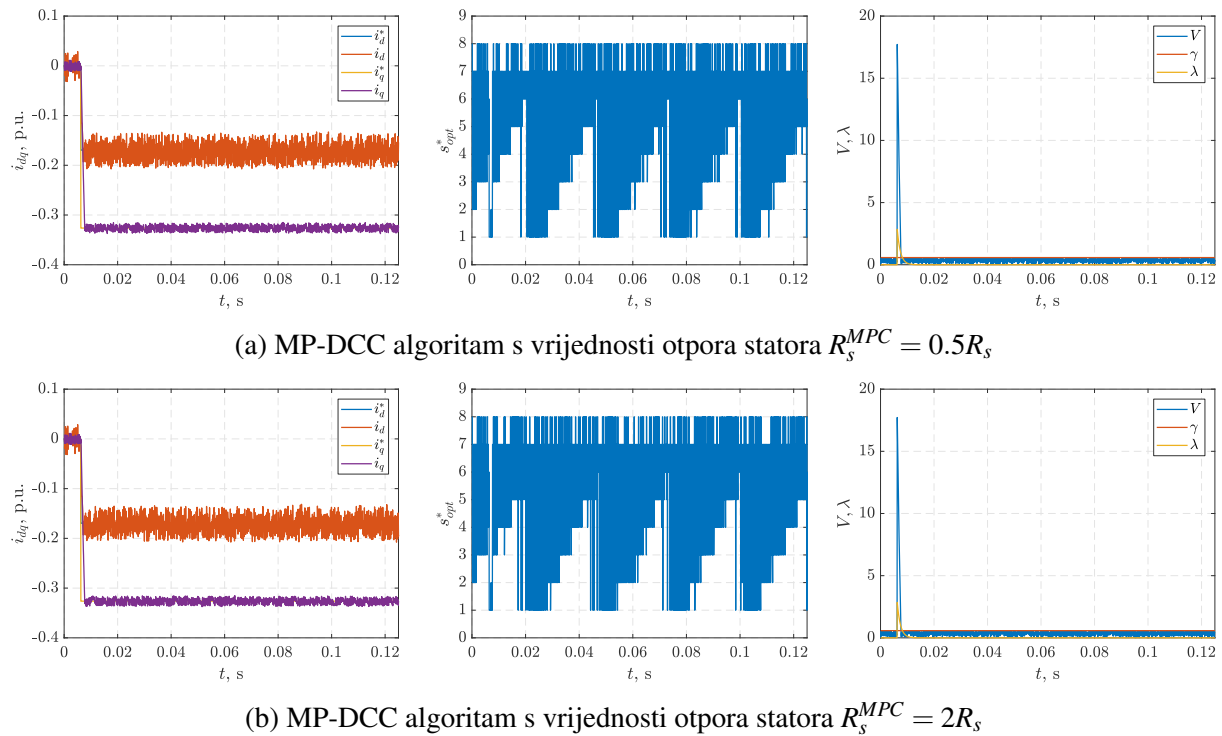 0.1
0
-0.1
-0.2
-0.3
-0.4
i_{dq}, p.u.
0 0.02 0.04 0.06 0.08 0.1 0.12
t, s
i_d^*
i_d
i_q^*
i_q
9
8
7
6
5
4
3
2
1
0
s_{opt}^*
0 0.02 0.04 0.06 0.08 0.1 0.12
t, s
20
15
10
5
0
V, λ
0 0.02 0.04 0.06 0.08 0.1 0.12
t, s
V
γ
λ
(a) MP-DCC algoritam s vrijednosti otpora statora R_s^{MPC} = 0.5R_s
0.1
0
-0.1
-0.2
-0.3
-0.4
i_{dq}, p.u.
0 0.02 0.04 0.06 0.08 0.1 0.12
t, s
i_d^*
i_d
i_q^*
i_q
9
8
7
6
5
4
3
2
1
0
s_{opt}^*
0 0.02 0.04 0.06 0.08 0.1 0.12
t, s
20
15
10
5
0
V, λ
0 0.02 0.04 0.06 0.08 0.1 0.12
t, s
V
γ
λ
(b) MP-DCC algoritam s vrijednosti otpora statora R_s^{MPC} = 2R_s